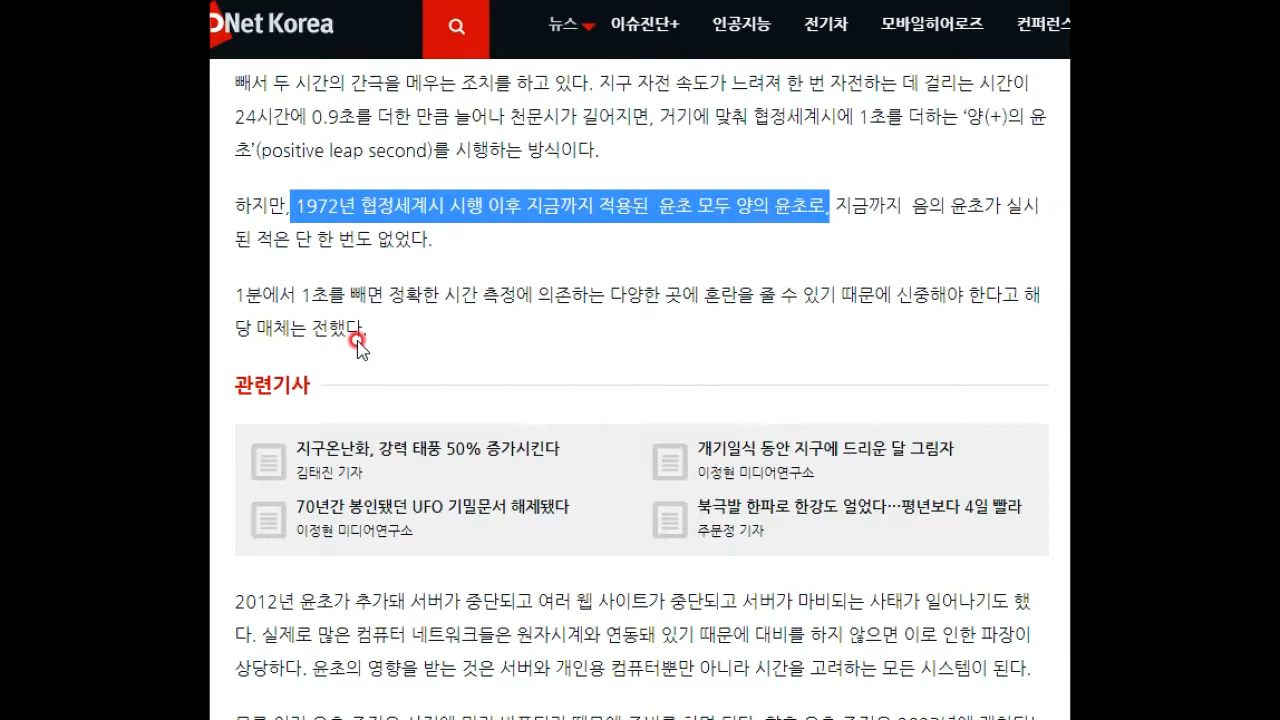 DNet Korea
뉴스 이슈진단+ 인공지능 전기차 모바일히어로즈 컨퍼런스
빼서 두 시간의 간극을 메우는 조치를 하고 있다. 지구 자전 속도가 느려져 한 번 자전하는 데 걸리는 시간이
24시간에 0.9초를 더한 만큼 늘어나 천문시가 길어지면, 거기에 맞춰 협정세계시에 1초를 더하는 ‘양(+)의 윤
초’(positive leap second)를 시행하는 방식이다.
하지만, 1972년 협정세계시 시행 이후 지금까지 적용된 윤초 모두 양의 윤초로, 지금까지 음의 윤초가 실시
된 적은 단 한 번도 없었다.
1분에서 1초를 빼면 정확한 시간 측정에 의존하는 다양한 곳에 혼란을 줄 수 있기 때문에 신중해야 한다고 해
당 매체는 전했다.
관련기사
지구온난화, 강력 태풍 50% 증가시킨다
김태진 기자
개기일식 동안 지구에 드리운 달 그림자
이정현 미디어연구소
70년간 봉인됐던 UFO 기밀문서 해제됐다
이정현 미디어연구소
북극발 한파로 한강도 얼었다…평년보다 4일 빨라
주문정 기자
2012년 윤초가 추가돼 서버가 중단되고 여러 웹 사이트가 중단되고 서버가 마비되는 사태가 일어나기도 했
다. 실제로 많은 컴퓨터 네트워크들은 원자시계와 연동돼 있기 때문에 대비를 하지 않으면 이로 인한 파장이
상당하다. 윤초의 영향을 받는 것은 서버와 개인용 컴퓨터뿐만 아니라 시간을 고려하는 모든 시스템이 된다.